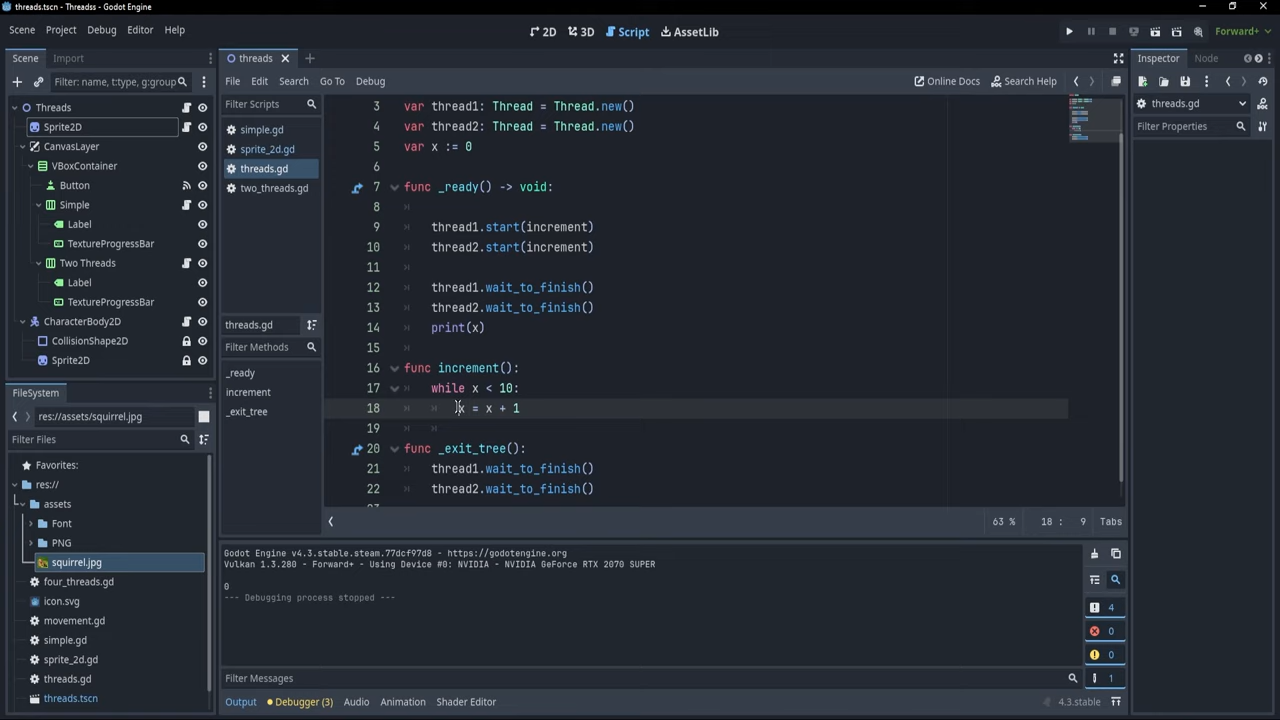 threads.tscn - Threadss - Godot Engine
Scene Project Debug Editor Help
2D 3D Script AssetLib
Forward+
Scene Import
threads
Inspector Node
Filter: name, t:type, g:group
File Edit Search Go To Debug
Online Docs Search Help
Filter Scripts
threads.gd
Filter Properties
Threads
Sprite2D
CanvasLayer
VBoxContainer
Button
Simple
Label
TextureProgressBar
Two Threads
Label
TextureProgressBar
CharacterBody2D
CollisionShape2D
Sprite2D
simple.gd
sprite_2d.gd
threads.gd
two_threads.gd
threads.gd
Filter Methods
_ready
increment
_exit_tree
3 var thread1: Thread = Thread.new()
4 var thread2: Thread = Thread.new()
5 var x := 0
6
7 func _ready() -> void:
8
9 thread1.start(increment)
10 thread2.start(increment)
11
12 thread1.wait_to_finish()
13 thread2.wait_to_finish()
14 print(x)
15
16 func increment():
17 while x < 10:
18 x = x + 1
19
20 func _exit_tree():
21 thread1.wait_to_finish()
22 thread2.wait_to_finish()
63 % 18 : 9 Tabs
FileSystem
res://assets/squirrel.jpg
Filter Files
Favorites:
res://
assets
Font
PNG
squirrel.jpg
four_threads.gd
icon.svg
movement.gd
simple.gd
sprite_2d.gd
threads.gd
threads.tscn
Godot Engine v4.3.stable.steam.77dcf97d8 - https://godotengine.org
Vulkan 1.3.280 - Forward+ - Using Device #0: NVIDIA - NVIDIA GeForce RTX 2070 SUPER
0
--- Debugging process stopped ---
4
0
0
1
Filter Messages
Output Debugger (3) Audio Animation Shader Editor
4.3.stable